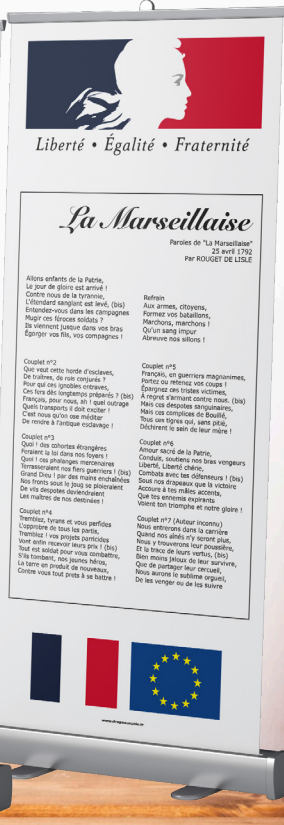 Liberté • Égalité • Fraternité
La Marseillaise
Paroles de "La Marseillaise"
25 avril 1792
Par ROUGET DE LISLE
Allons enfants de la Patrie,
Le jour de gloire est arrivé !
Contre nous de la tyrannie,
L'étendard sanglant est levé, (bis)
Entendez-vous dans les campagnes
Mugir ces féroces soldats ?
Ils viennent jusque dans vos bras
Égorger vos fils, vos compagnes !
Refrain
Aux armes, citoyens,
Formez vos bataillons,
Marchons, marchons !
Qu'un sang impur
Abreuve nos sillons !
Couplet n°2
Que veut cette horde d'esclaves,
De traîtres, de rois conjurés ?
Pour qui ces ignobles entraves,
Ces fers dès longtemps préparés ? (bis)
Français, pour nous, ah ! quel outrage
Quels transports il doit exciter !
C'est nous qu'on ose méditer
De rendre à l'antique esclavage !
Couplet n°3
Quoi ! des cohortes étrangères
Feraient la loi dans nos foyers !
Quoi ! ces phalanges mercenaires
Terrasseraient nos fiers guerriers ! (bis)
Grand Dieu ! par des mains enchaînées
Nos fronts sous le joug se ploieraient
De vils despotes deviendraient
Les maîtres de nos destinées !
Couplet n°4
Tremblez, tyrans et vous perfides
L'opprobre de tous les partis,
Tremblez ! vos projets parricides
Vont enfin recevoir leurs prix ! (bis)
Tout est soldat pour vous combattre,
S'ils tombent, nos jeunes héros,
La terre en produit de nouveaux,
Contre vous tout prets à se battre !
Couplet n°5
Français, en guerriers magnanimes,
Portez ou retenez vos coups !
Épargnez ces tristes victimes,
À regret s'armant contre nous. (bis)
Mais ces despotes sanguinaires,
Mais ces complices de Bouillé,
Tous ces tigres qui, sans pitié,
Déchirent le sein de leur mère !
Couplet n°6
Amour sacré de la Patrie,
Conduis, soutiens nos bras vengeurs
Liberté, Liberté chérie,
Combats avec tes défenseurs ! (bis)
Sous nos drapeaux que la victoire
Accoure à tes mâles accents,
Que tes ennemis expirants
Voient ton triomphe et notre gloire !
Couplet n°7 (Auteur inconnu)
Nous entrerons dans la carrière
Quand nos aînés n'y seront plus,
Nous y trouverons leur poussière,
Et la trace de leurs vertus, (bis)
Bien moins jaloux de leur survivre,
Que de partager leur cercueil,
Nous aurons le sublime orgueil,
De les venger ou de les suivre